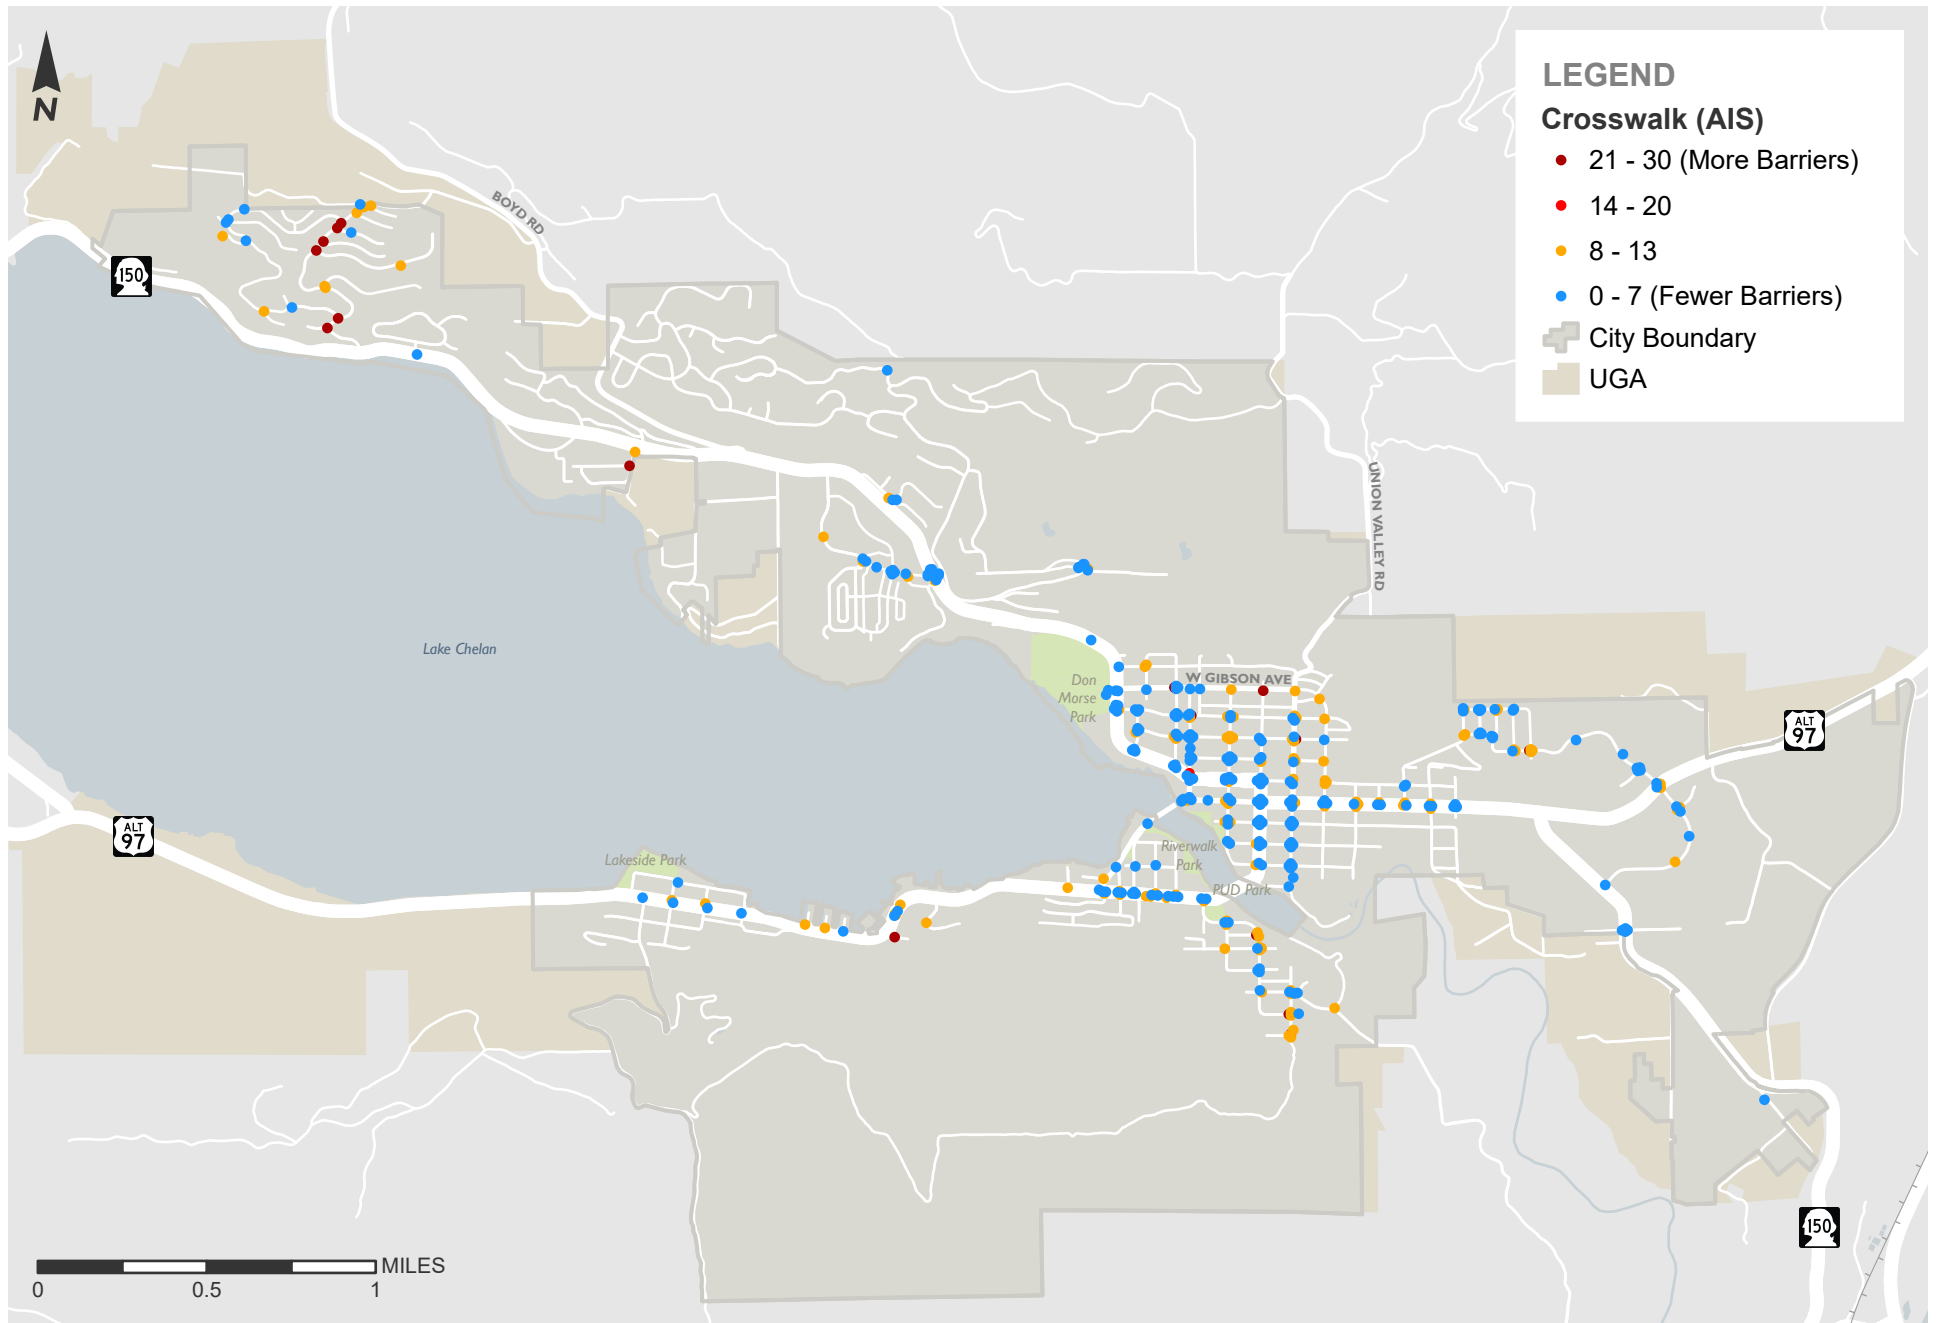 N
LEGEND
Crosswalk (AIS)
21 - 30 (More Barriers)
14 - 20
8 - 13
0 - 7 (Fewer Barriers)
City Boundary
UGA
BOYD RD
150
UNION VALLEY RD
Lake Chelan
W GIBSON AVE
Don
Morse
Park
ALT
97
ALT
97
Lakeside Park
Riverwalk
Park
PUD Park
150
MILES
0
0.5
1